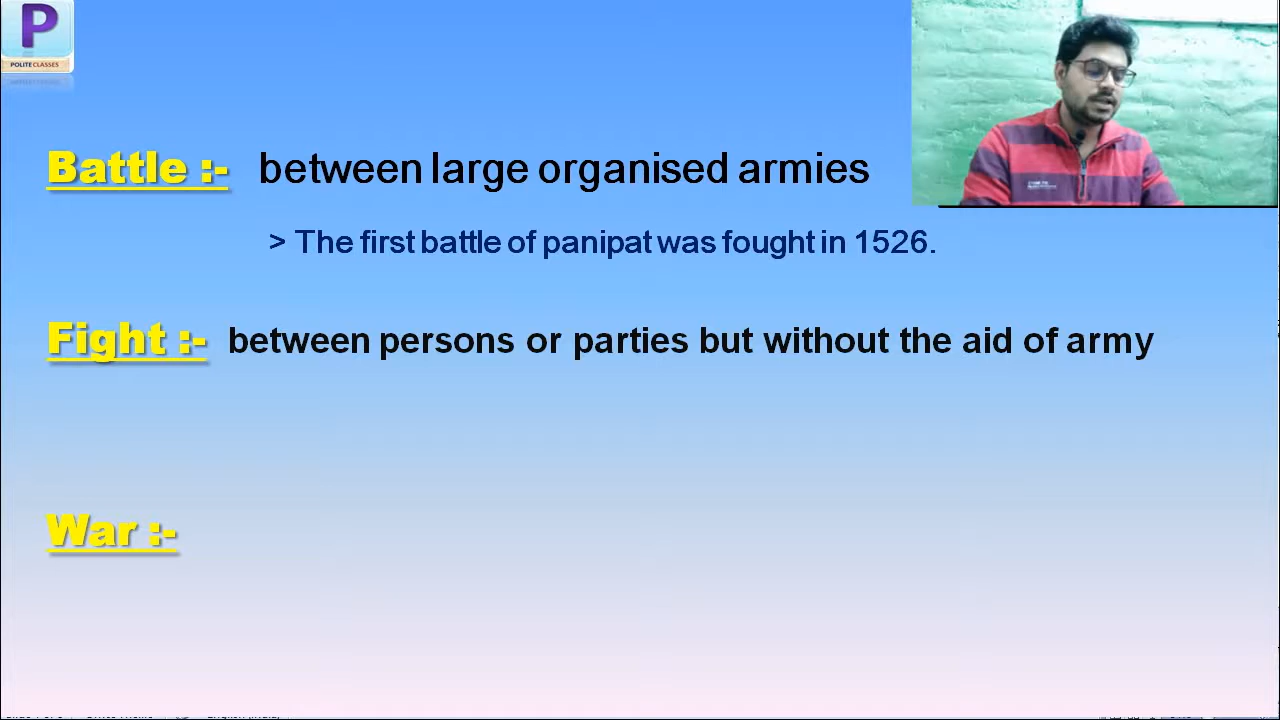 P
POLITE CLASSES
Battle :- between large organised armies
> The first battle of panipat was fought in 1526.
Fight :- between persons or parties but without the aid of army
War :-